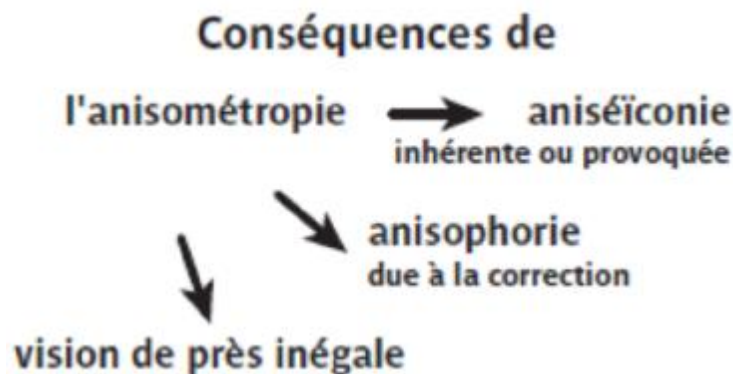 Conséquences de
l'anisométropie aniséïconie
inhérente ou provoquée
anisophorie
due à la correction
vision de près inégale